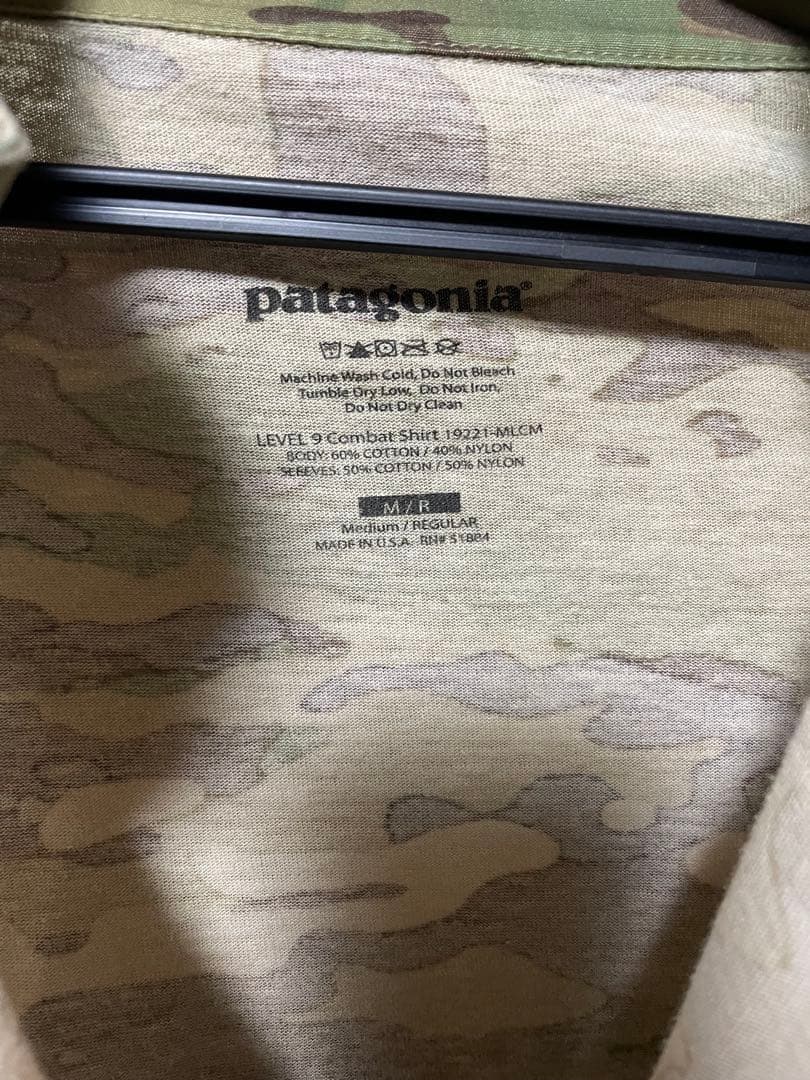 patagonia®
Machine Wash Cold, Do Not Bleach
Tumble Dry Low, Do Not Iron,
Do Not Dry Clean
LEVEL 9 Combat Shirt 19221-MLCM
BODY: 60% COTTON / 40% NYLON
SLEEVES: 50% COTTON / 50% NYLON
M / R
Medium / REGULAR
MADE IN U.S.A. RN# 51884